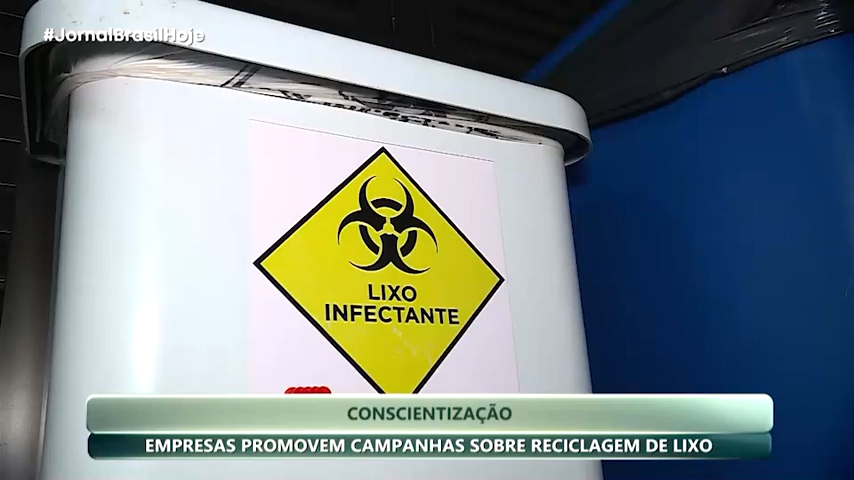 #JornalBrasilHoje
LIXO
INFECTANTE
CONSCIENTIZAÇÃO
EMPRESAS PROMOVEM CAMPANHAS SOBRE RECICLAGEM DE LIXO